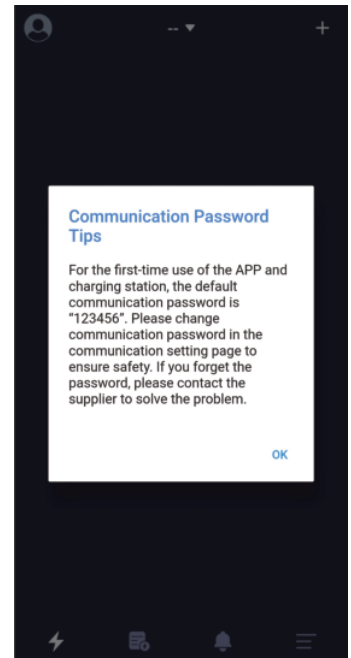 --
Communication Password
Tips
For the first-time use of the APP and
charging station, the default
communication password is
“123456”. Please change
communication password in the
communication setting page to
ensure safety. If you forget the
password, please contact the
supplier to solve the problem.
OK